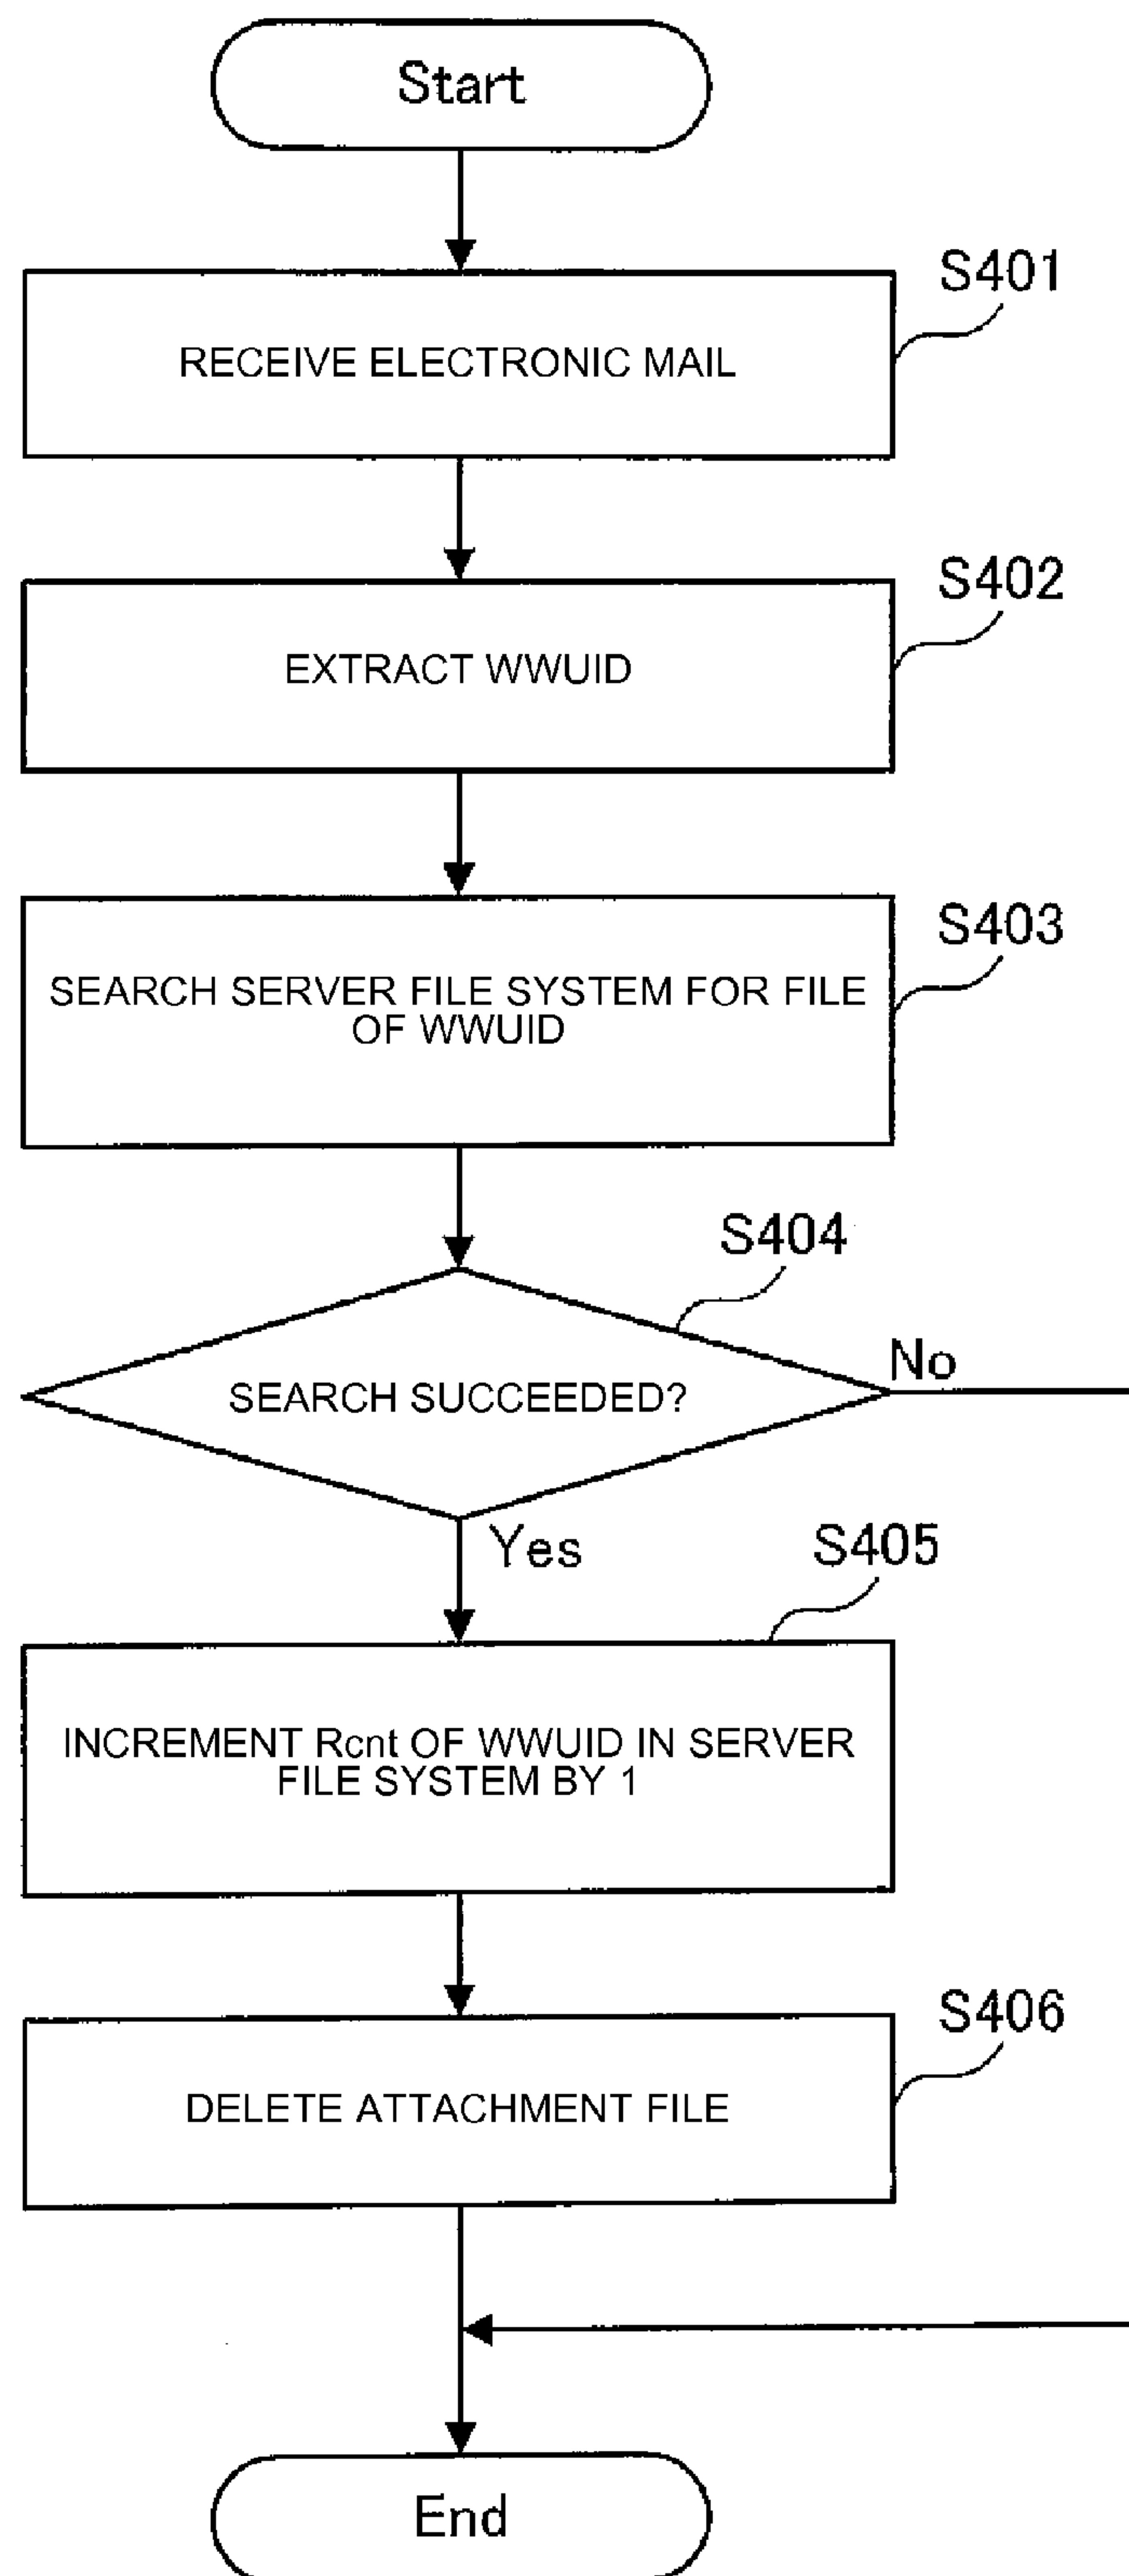 Start
S401
RECEIVE ELECTRONIC MAIL
S402
EXTRACT WWUID
S403
SEARCH SERVER FILE SYSTEM FOR FILE
OF WWUID
S404
No
SEARCH SUCCEEDED?
Yes
S405
INCREMENT Rcnt OF WWUID IN SERVER
FILE SYSTEM BY 1
S406
DELETE ATTACHMENT FILE
End